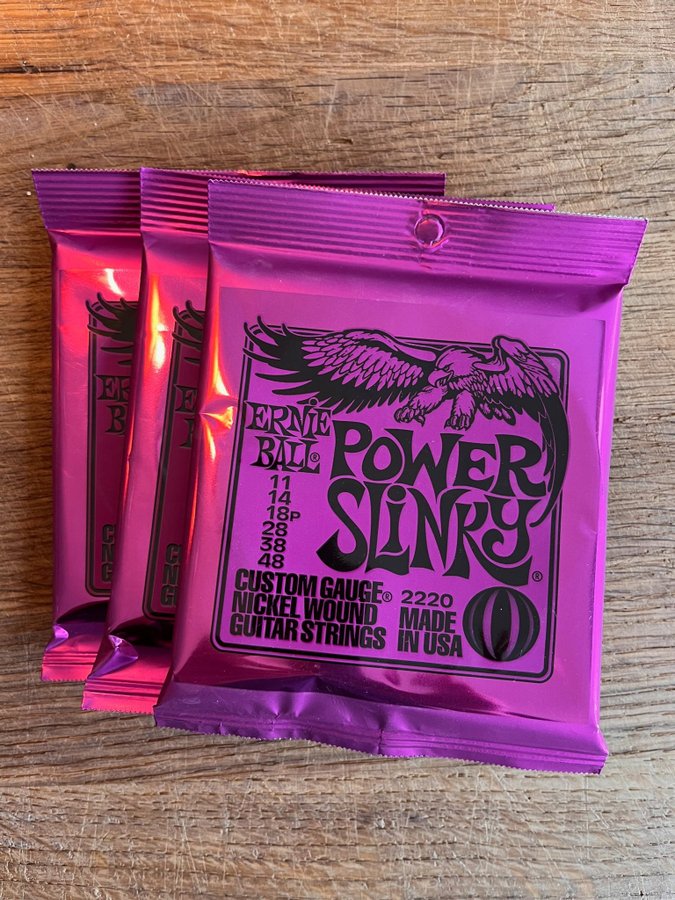 ERNIE
BALL®
POWER
SLINKY®
11
14
18P
28
38
48
CUSTOM GAUGE®
NICKEL WOUND
GUITAR STRINGS
2220
MADE
IN USA